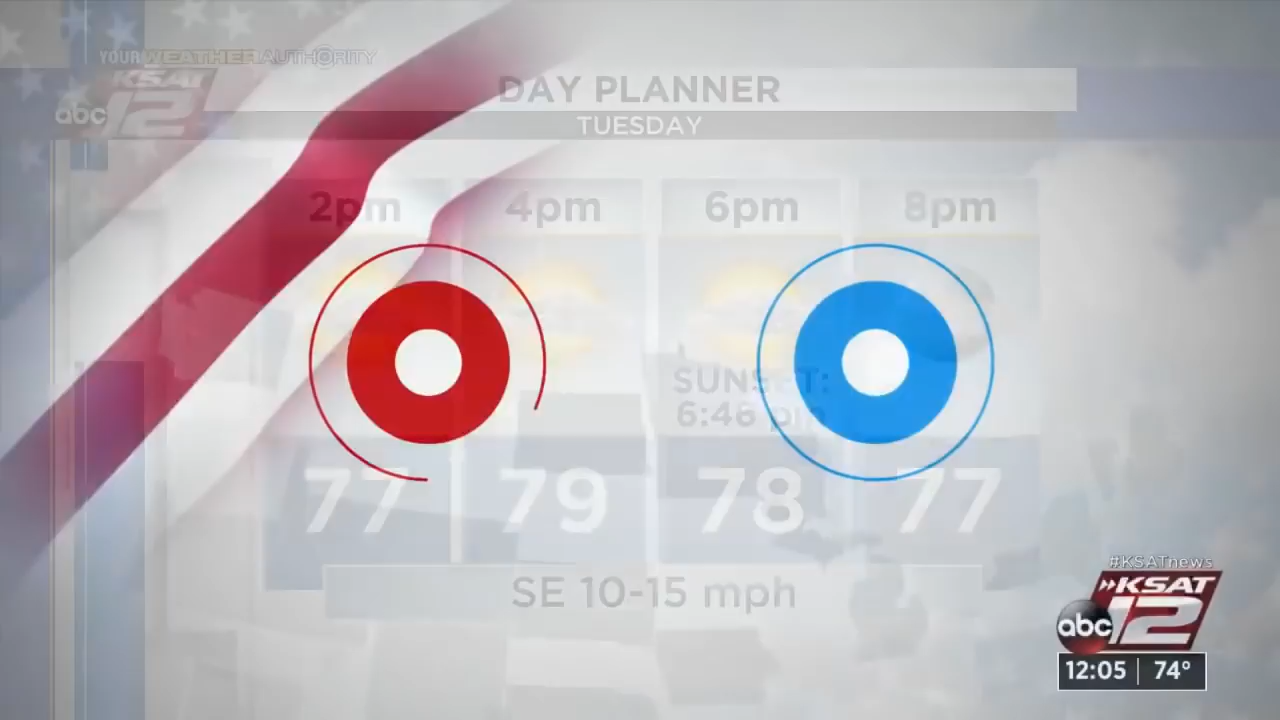 YOUR WEATHER AUTHORITY
KSAT
abc 12
DAY PLANNER
TUESDAY
2pm 4pm 6pm 8pm
SUNSET:
6:46 pm
77 79 78 77
SE 10-15 mph
#KSATnews
KSAT
abc 12
12:05 74°